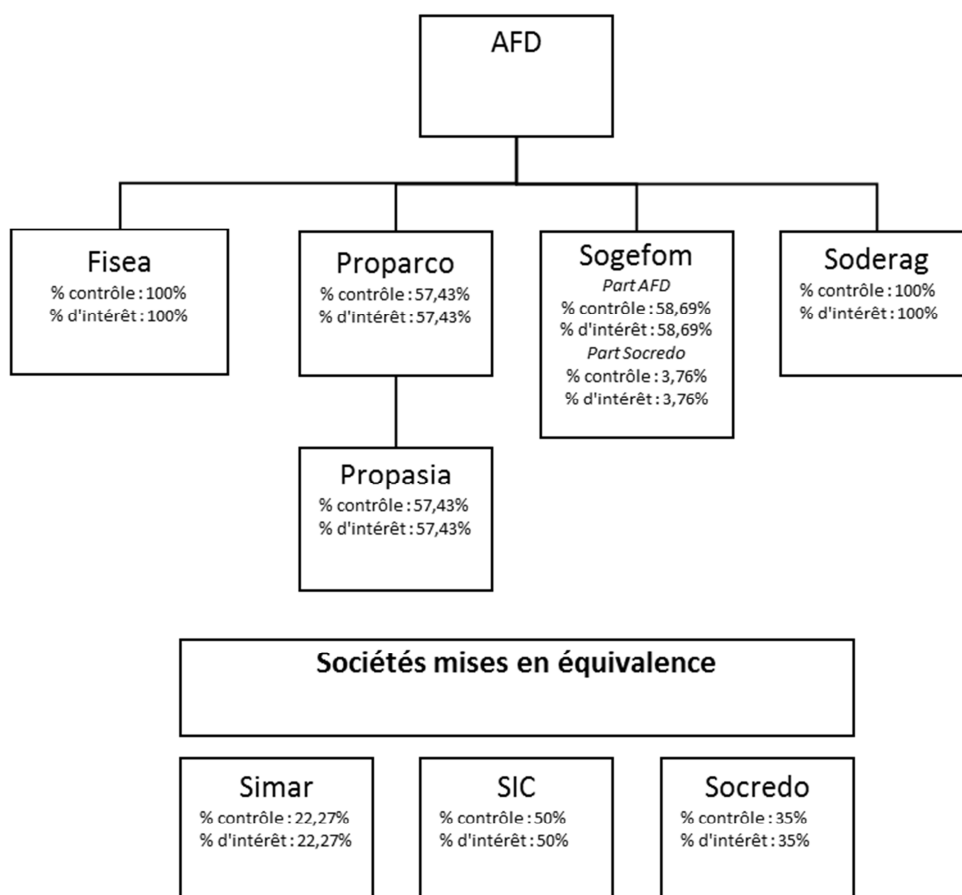 AFD
Fisea
% contrôle : 100%
% d'intérêt : 100%
Proparco
% contrôle : 57,43%
% d'intérêt : 57,43%
Sogefom
Part AFD
% contrôle : 58,69%
% d'intérêt : 58,69%
Part Socredo
% contrôle : 3,76%
% d'intérêt : 3,76%
Soderag
% contrôle : 100%
% d'intérêt : 100%
Propasia
% contrôle : 57,43%
% d'intérêt : 57,43%
Sociétés mises en équivalence
Simar
% contrôle : 22,27%
% d'intérêt : 22,27%
SIC
% contrôle : 50%
% d'intérêt : 50%
Socredo
% contrôle : 35%
% d'intérêt : 35%